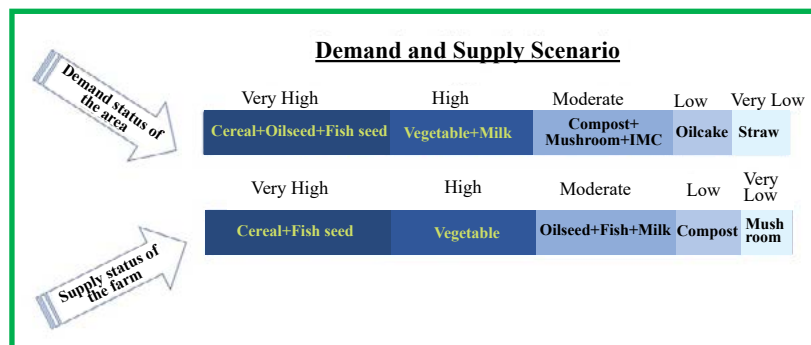 Demand and Supply Scenario
Demand status of
the area
Very High
High
Moderate
Low
Very Low
Cereal+Oilseed+Fish seed
Vegetable+Milk
Compost+
Mushroom+IMC
Oilcake
Straw
Supply status of
the farm
Very High
High
Moderate
Low
Very
Low
Cereal+Fish seed
Vegetable
Oilseed+Fish+Milk
Compost
Mush
room